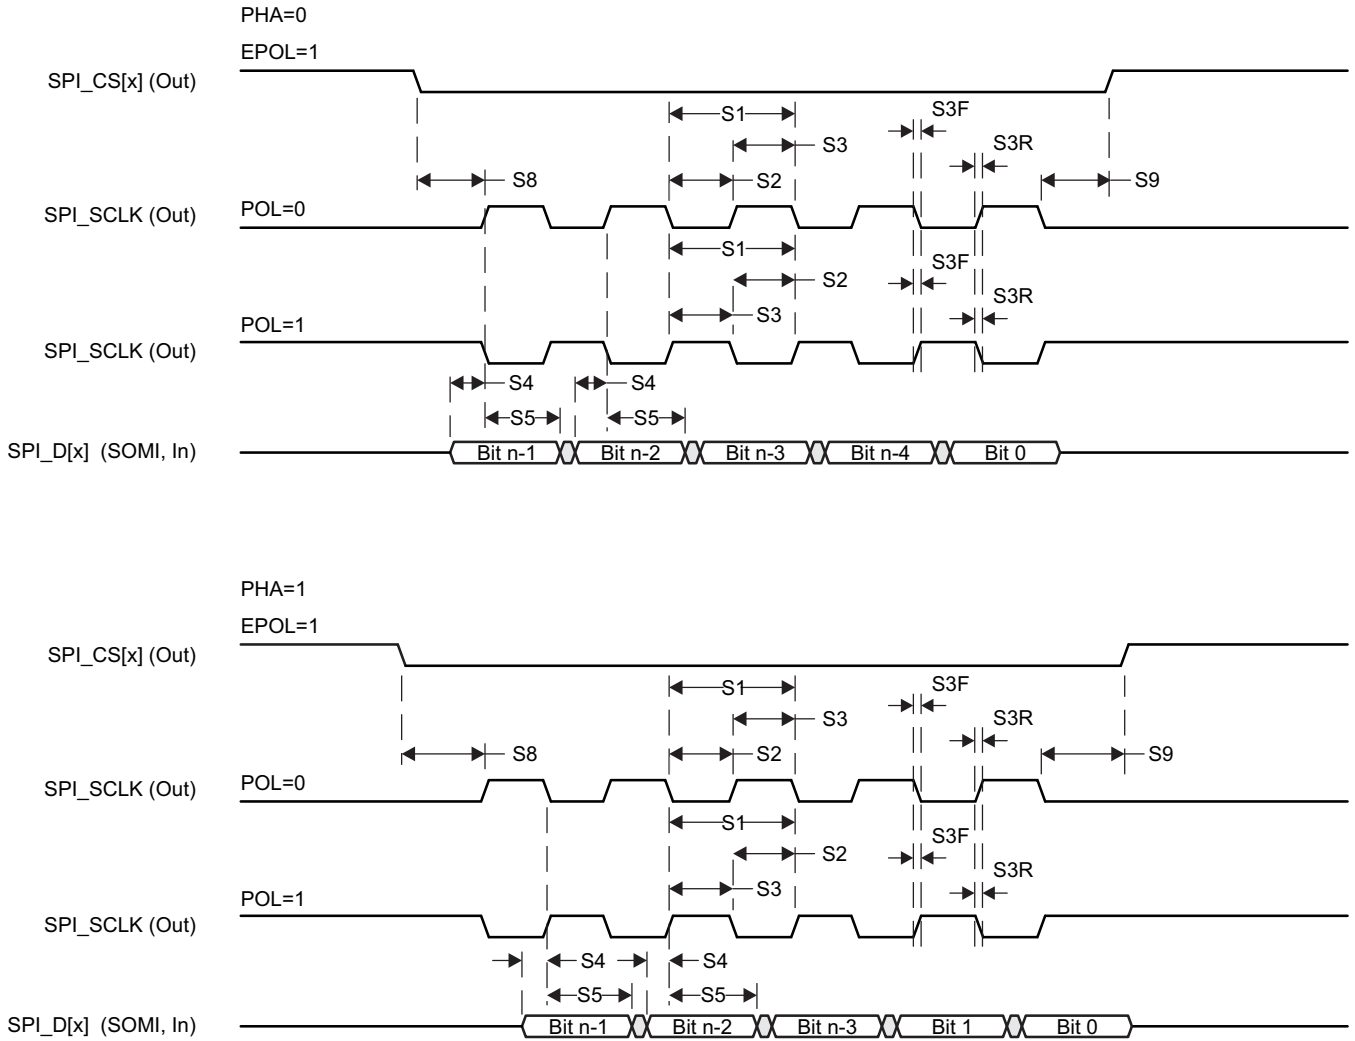 PHA=0
EPOL=1
SPI_CS[x] (Out)
S1
S3F
S3
S3R
S8
S2
S9
SPI_SCLK (Out)
POL=0
S1
S3F
S2
S3R
S3
POL=1
SPI_SCLK (Out)
S4
S4
S5
S5
SPI_D[x] (SOMI, In)
Bit n-1
Bit n-2
Bit n-3
Bit n-4
Bit 0
PHA=1
EPOL=1
SPI_CS[x] (Out)
S1
S3F
S3
S3R
S8
S2
S9
SPI_SCLK (Out)
POL=0
S1
S3F
S2
S3R
S3
POL=1
SPI_SCLK (Out)
S4
S4
S5
S5
SPI_D[x] (SOMI, In)
Bit n-1
Bit n-2
Bit n-3
Bit 1
Bit 0